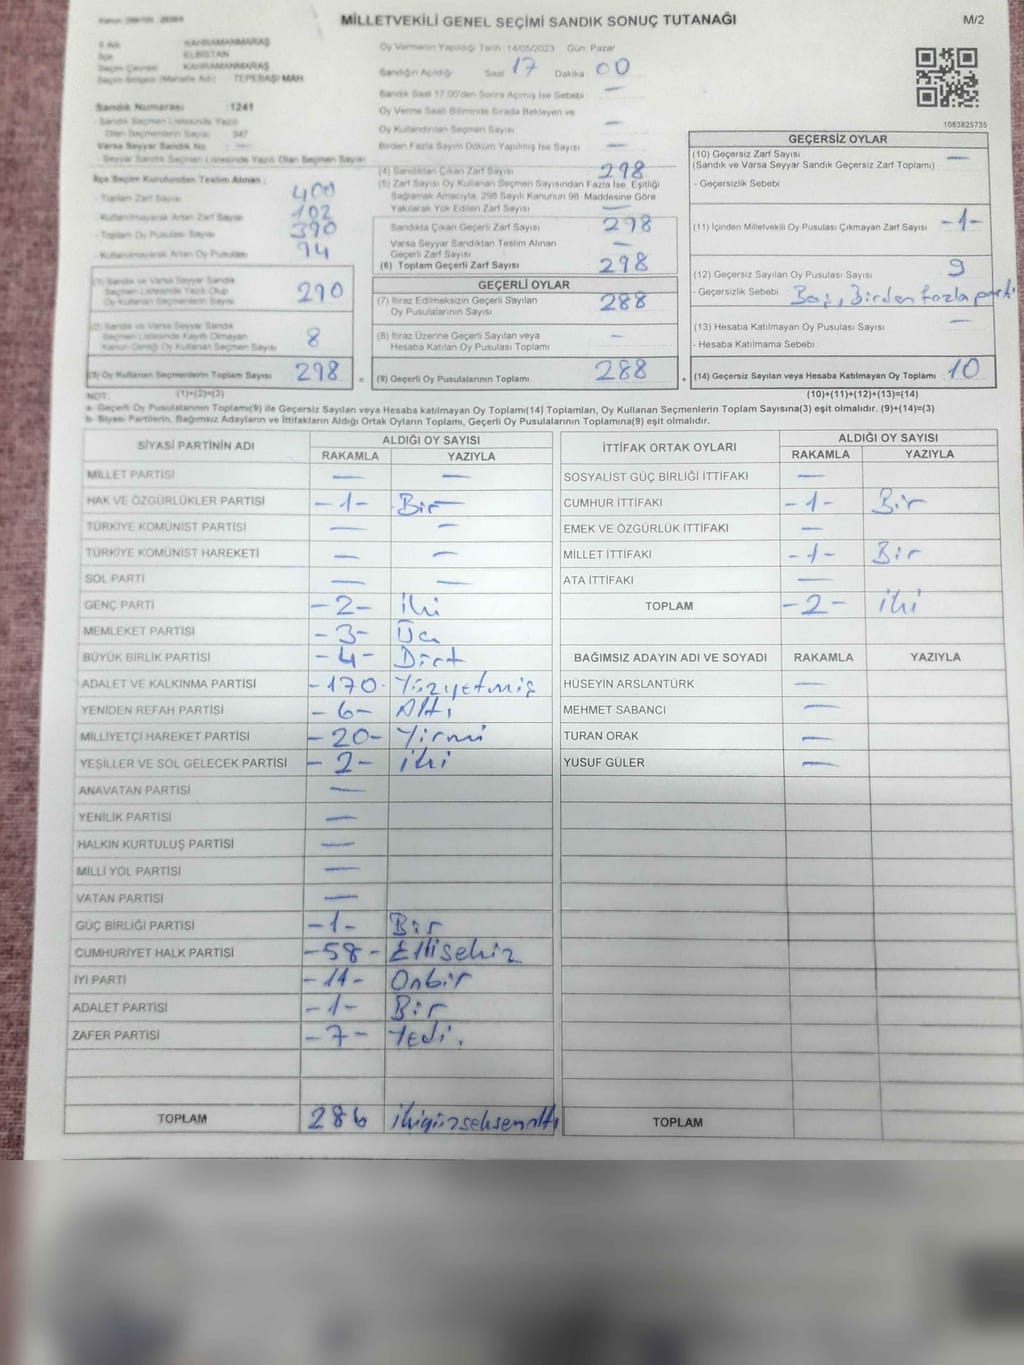 MİLLETVEKİLİ GENEL SEÇİMİ SANDIK SONUÇ TUTANAĞI
M/2
KAHRAMANMARAŞ
İlçe ELBİSTAN
Seçim Çevresi KAHRAMANMARAŞ
Seçim Bölgesi (Mahalle Adı) TEPEBAŞI MAH
Sandık Numarası :1241
Sandık Seçmen Listesinde Yazılı
Olan Seçmenlerin Sayısı 347
Varsa Seyyar Sandık No
- Seyyar Sandık Seçmen Listesinde Yazılı Olan Seçmen Sayısı
Oy Vermenin Yapıldığı Tarih 14/05/2023 Gün: Pazar
Sandığın Açıldığı Saat 17 Dakika 00
Sandık Saat 17.00'den Sonra Açılmış İse Sebebi —
Oy Verme Saati Bitiminde Sırada Bekleyen ve
Oy Kullandırılan Seçmen Sayısı —
Birden Fazla Sayım Döküm Yapılmış İse Sayısı —
1083825735
İlçe Seçim Kurulundan Teslim Alınan :
- Toplam Zarf Sayısı 400
- Kullanılmayarak Artan Zarf Sayısı 102
- Toplam Oy Pusulası Sayısı 390
- Kullanılmayarak Artan Oy Pusulası 94
(1) Sandık ve Varsa Seyyar Sandık
Seçmen Listesinde Yazılı Olup
Oy Kullanan Seçmenlerin Sayısı 290
(2) Sandık ve Varsa Seyyar Sandık
Seçmen Listesinde Kayıtlı Olmayan
Kanun Gereği Oy Kullanan Seçmen Sayısı 8
(3) Oy Kullanan Seçmenlerin Toplam Sayısı 298
(1)+(2)=(3)
(4) Sandıktan Çıkan Zarf Sayısı 298
(5) Zarf Sayısı Oy Kullanan Seçmen Sayısından Fazla İse, Eşitliği
Sağlamak Amacıyla, 298 Sayılı Kanunun 98. Maddesine Göre
Yakılarak Yok Edilen Zarf Sayısı —
Sandıkta Çıkan Geçerli Zarf Sayısı 298
Varsa Seyyar Sandıktan Teslim Alınan
Geçerli Zarf Sayısı —
(6) Toplam Geçerli Zarf Sayısı 298
GEÇERLİ OYLAR
(7) İtiraz Edilmeksizin Geçerli Sayılan
Oy Pusulalarının Sayısı 288
(8) İtiraz Üzerine Geçerli Sayılan veya
Hesaba Katılan Oy Pusulası Toplamı —
= (9) Geçerli Oy Pusulalarının Toplamı 288
GEÇERSİZ OYLAR
(10) Geçersiz Zarf Sayısı —
(Sandık ve Varsa Seyyar Sandık Geçersiz Zarf Toplamı)
- Geçersizlik Sebebi
(11) İçinden Milletvekili Oy Pusulası Çıkmayan Zarf Sayısı -1-
(12) Geçersiz Sayılan Oy Pusulası Sayısı 9
- Geçersizlik Sebebi Boş, Birden fazla parti
(13) Hesaba Katılmayan Oy Pusulası Sayısı —
- Hesaba Katılmama Sebebi
+ (14) Geçersiz Sayılan veya Hesaba Katılmayan Oy Toplamı 10
(10)+(11)+(12)+(13)=(14)
NOT:
a- Geçerli Oy Pusulalarının Toplamı(9) ile Geçersiz Sayılan veya Hesaba katılmayan Oy Toplamı(14) Toplamları, Oy Kullanan Seçmenlerin Toplam Sayısına(3) eşit olmalıdır. (9)+(14)=(3)
b- Siyasi Partilerin, Bağımsız Adayların ve İttifakların Aldığı Ortak Oyların Toplamı, Geçerli Oy Pusulalarının Toplamına(9) eşit olmalıdır.
SİYASİ PARTİNİN ADI ALDIĞI OY SAYISI
RAKAMLA YAZIYLA
MİLLET PARTİSİ — —
HAK VE ÖZGÜRLÜKLER PARTİSİ -1- Bir
TÜRKİYE KOMÜNİST PARTİSİ — —
TÜRKİYE KOMÜNİST HAREKETİ — —
SOL PARTİ — —
GENÇ PARTİ -2- iki
MEMLEKET PARTİSİ -3- Üç
BÜYÜK BİRLİK PARTİSİ -4- Dört
ADALET VE KALKINMA PARTİSİ -170- Yüzyetmiş
YENİDEN REFAH PARTİSİ -6- Altı
MİLLİYETÇİ HAREKET PARTİSİ -20- Yirmi
YEŞİLLER VE SOL GELECEK PARTİSİ -2- iki
ANAVATAN PARTİSİ —
YENİLİK PARTİSİ —
HALKIN KURTULUŞ PARTİSİ —
MİLLİ YOL PARTİSİ —
VATAN PARTİSİ —
GÜÇ BİRLİĞİ PARTİSİ -1- Bir
CUMHURİYET HALK PARTİSİ -58- Ellisekiz
İYİ PARTİ -11- Onbir
ADALET PARTİSİ -1- Bir
ZAFER PARTİSİ -7- Yedi.
TOPLAM 286 ikiyüzseksenaltı
İTTİFAK ORTAK OYLARI ALDIĞI OY SAYISI
RAKAMLA YAZIYLA
SOSYALİST GÜÇ BİRLİĞİ İTTİFAKI —
CUMHUR İTTİFAKI -1- Bir
EMEK VE ÖZGÜRLÜK İTTİFAKI —
MİLLET İTTİFAKI -1- Bir
ATA İTTİFAKI —
TOPLAM -2- iki
BAĞIMSIZ ADAYIN ADI VE SOYADI RAKAMLA YAZIYLA
HÜSEYİN ARSLANTÜRK —
MEHMET SABANCI —
TURAN ORAK —
YUSUF GÜLER —
TOPLAM